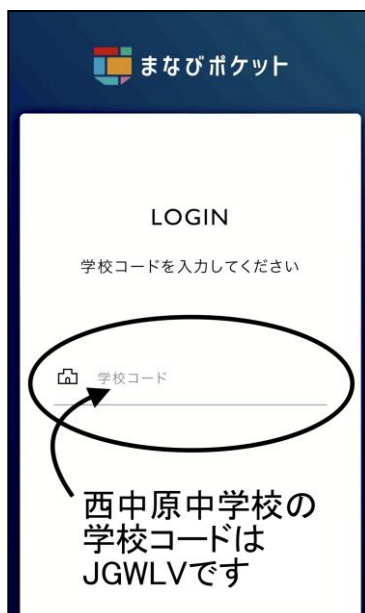 まなびポケット
LOGIN
学校コードを入力してください
学校コード
西中原中学校の
学校コードは
JGWLVです